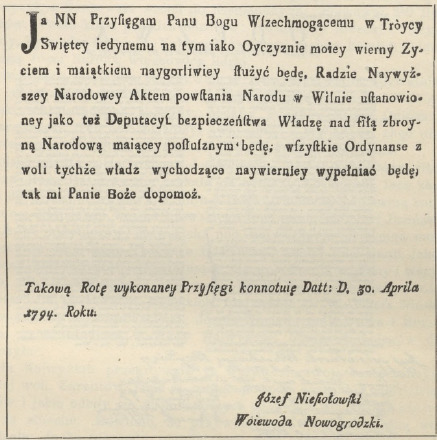 Ja NN Przyſięgam Panu Bogu Wſzechmogącemu w Tròycy
Swiętey iedynemu na tym iako Oyczyznie moiey wierny Zy-
ciem i maiątkiem naygorliwiey ſłużyć będę, Radzie Naywyż-
szey Narodowey Aktem powſtania Narodu w Wilnie uſtanowio-
ney jako też Deputacyi bezpieczeńſtwa Władzę nad ſiłą zbroy-
ną Narodową maiącey poſłuſznym będę, wſzyſtkie Ordynanse z
woli tychże władz wychodzące naywierniey wypełniać będę,
tak mi Panie Boże dopomoż.
Takową Rotę wykonaney Przyſięgi konnotuię Datt: D. 30. Aprila
1794. Roku.
Józef Nieſiołowſki
Woiewoda Nowogrodzki.